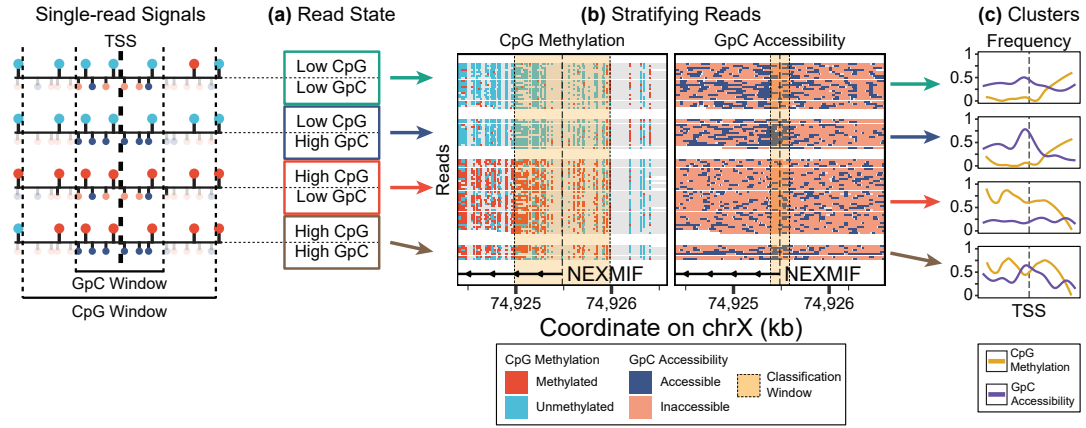 Single-read Signals
(a) Read State
(b) Stratifying Reads
(c) Clusters
TSS
CpG Methylation
GpC Accessibility
Frequency
Low CpG
Low GpC
Low CpG
High GpC
High CpG
Low GpC
High CpG
High GpC
GpC Window
CpG Window
Reads
NEXMIF
NEXMIF
74,925
74,926
74,925
74,926
Coordinate on chrX (kb)
1
0.5
0
1
0.5
0
1
0.5
0
1
0.5
0
TSS
CpG Methylation
Methylated
Unmethylated
GpC Accessibility
Accessible
Inaccessible
Classification
Window
CpG
Methylation
GpC
Accessibility